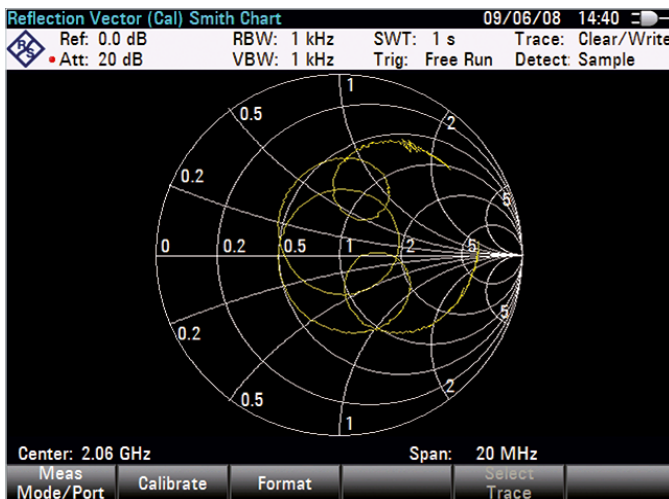 Reflection Vector (Cal) Smith Chart 09/06/08 14:40
Ref: 0.0 dB RBW: 1 kHz SWT: 1 s Trace: Clear/Write
Att: 20 dB VBW: 1 kHz Trig: Free Run Detect: Sample
R&S
1
0.5
2
0.2
5
0 0.2 0.5 1 2 5
5
0.2
0.5
2
1
Center: 2.06 GHz Span: 20 MHz
Meas Mode/Port
Calibrate
Format
Select Trace